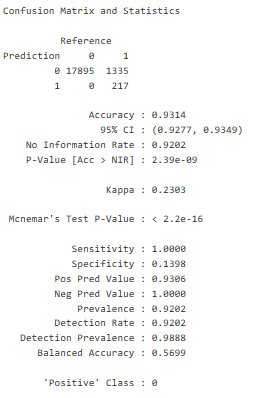 Confusion Matrix and Statistics
Reference
Prediction 0 1
0 17895 1335
1 0 217
Accuracy : 0.9314
95% CI : (0.9277, 0.9349)
No Information Rate : 0.9202
P-Value [Acc > NIR] : 2.39e-09
Kappa : 0.2303
Mcnemar's Test P-Value : < 2.2e-16
Sensitivity : 1.0000
Specificity : 0.1398
Pos Pred Value : 0.9306
Neg Pred Value : 1.0000
Prevalence : 0.9202
Detection Rate : 0.9202
Detection Prevalence : 0.9888
Balanced Accuracy : 0.5699
'Positive' Class : 0